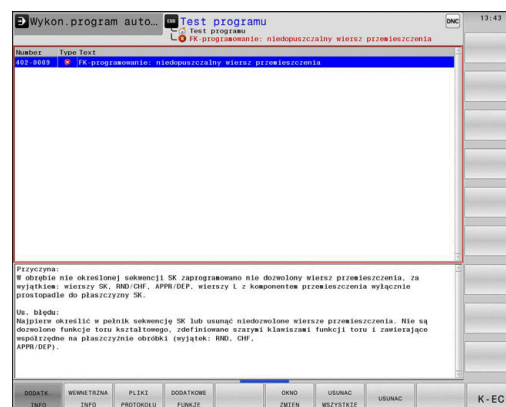 Wykon.program auto…
Test programu
DNC
13:43
Test programu
FK-programowanie: niedopuszczalny wiersz przemieszczenia
Number Type Text
402-0009 FK-programowanie: niedopuszczalny wiersz przemieszczenia
Przyczyna:
W obrębie nie określonej sekwencji SK zaprogramowano nie dozwolony wiersz przemieszczenia, za
wyjątkiem: wierszy SK, RND/CHF, APPR/DEP, wierszy L z komponentem przemieszczenia wyłącznie
prostopadle do płaszczyzny SK.
Us. błędu:
Najpierw określić w pełnik sekwencję SK lub usunąć niedozwolone wiersze przemieszczenia. Nie są
dozwolone funkcje toru kształtowego, zdefiniowane szarymi klawiszami funkcji toru i zawierające
współrzędne na płaszczyźnie obróbki (wyjątek: RND, CHF,
APPR/DEP).
DODATK. INFO
WEWNETRZNA INFO
PLIKI PROTOKOŁU
DODATKOWE FUNKJE
OKNO ZMIEN
USUNAC WSZYSTKIE
USUNAC
K-EC